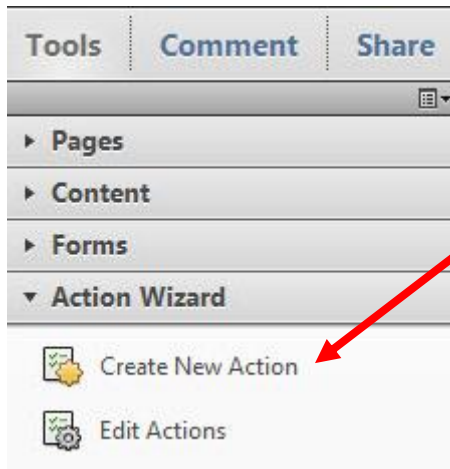 Tools Comment Share
Pages
Content
Forms
Action Wizard
Create New Action
Edit Actions